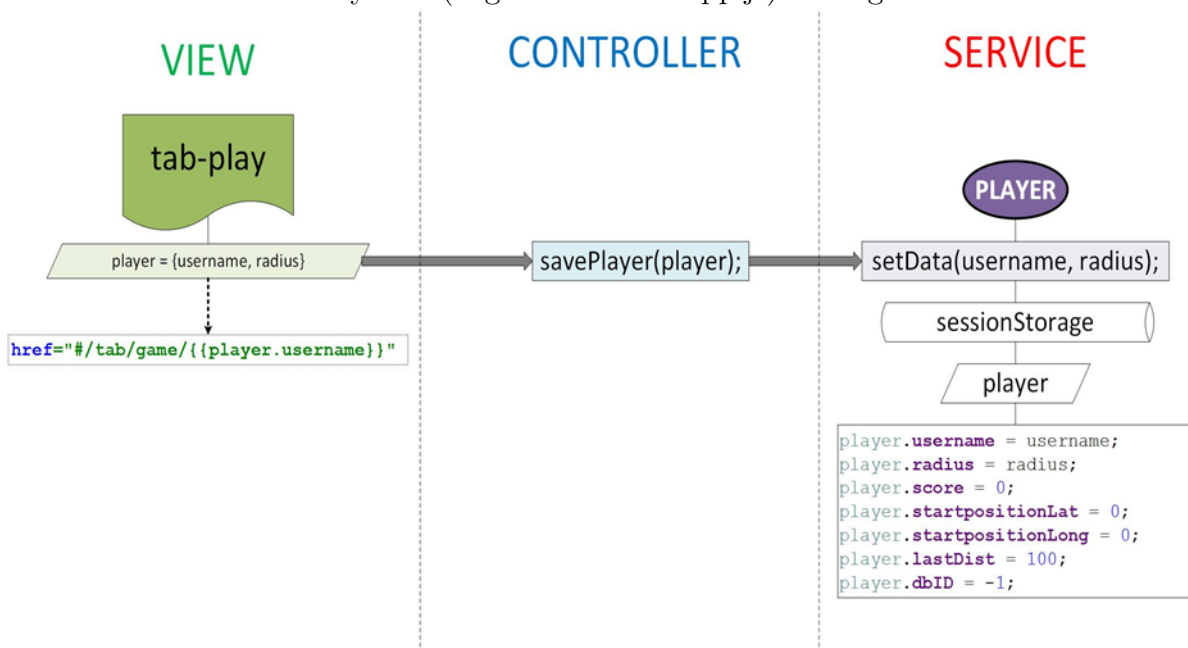 VIEW
CONTROLLER
SERVICE
tab-play
PLAYER
player = {username, radius}
savePlayer(player);
setData(username, radius);
sessionStorage
href="#/tab/game/{{player.username}}"
player
player.username = username;
player.radius = radius;
player.score = 0;
player.startpositionLat = 0;
player.startpositionLong = 0;
player.lastDist = 100;
player.dbID = -1;